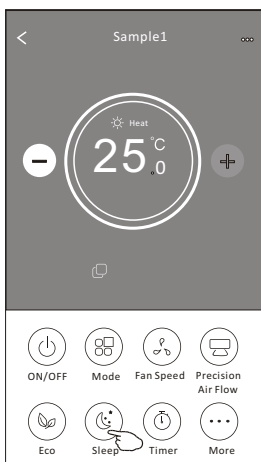 Sample1
Heat
25.0°C
ON/OFF Mode Fan Speed Precision Air Flow
Eco Sleep Timer More